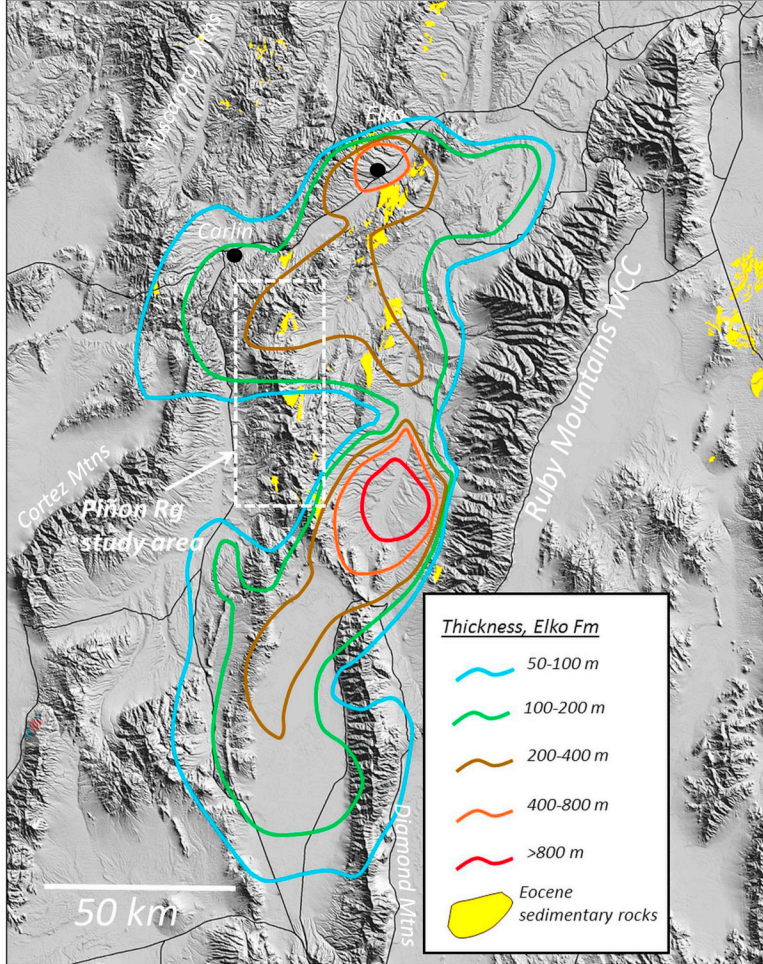 Tuscarora Mtns
Elko
Carlin
Ruby Mountains MCC
Cortez Mtns
Piñon Rg
study area
Thickness, Elko Fm
50-100 m
100-200 m
200-400 m
400-800 m
>800 m
Eocene
sedimentary rocks
Diamond Mtns
50 km